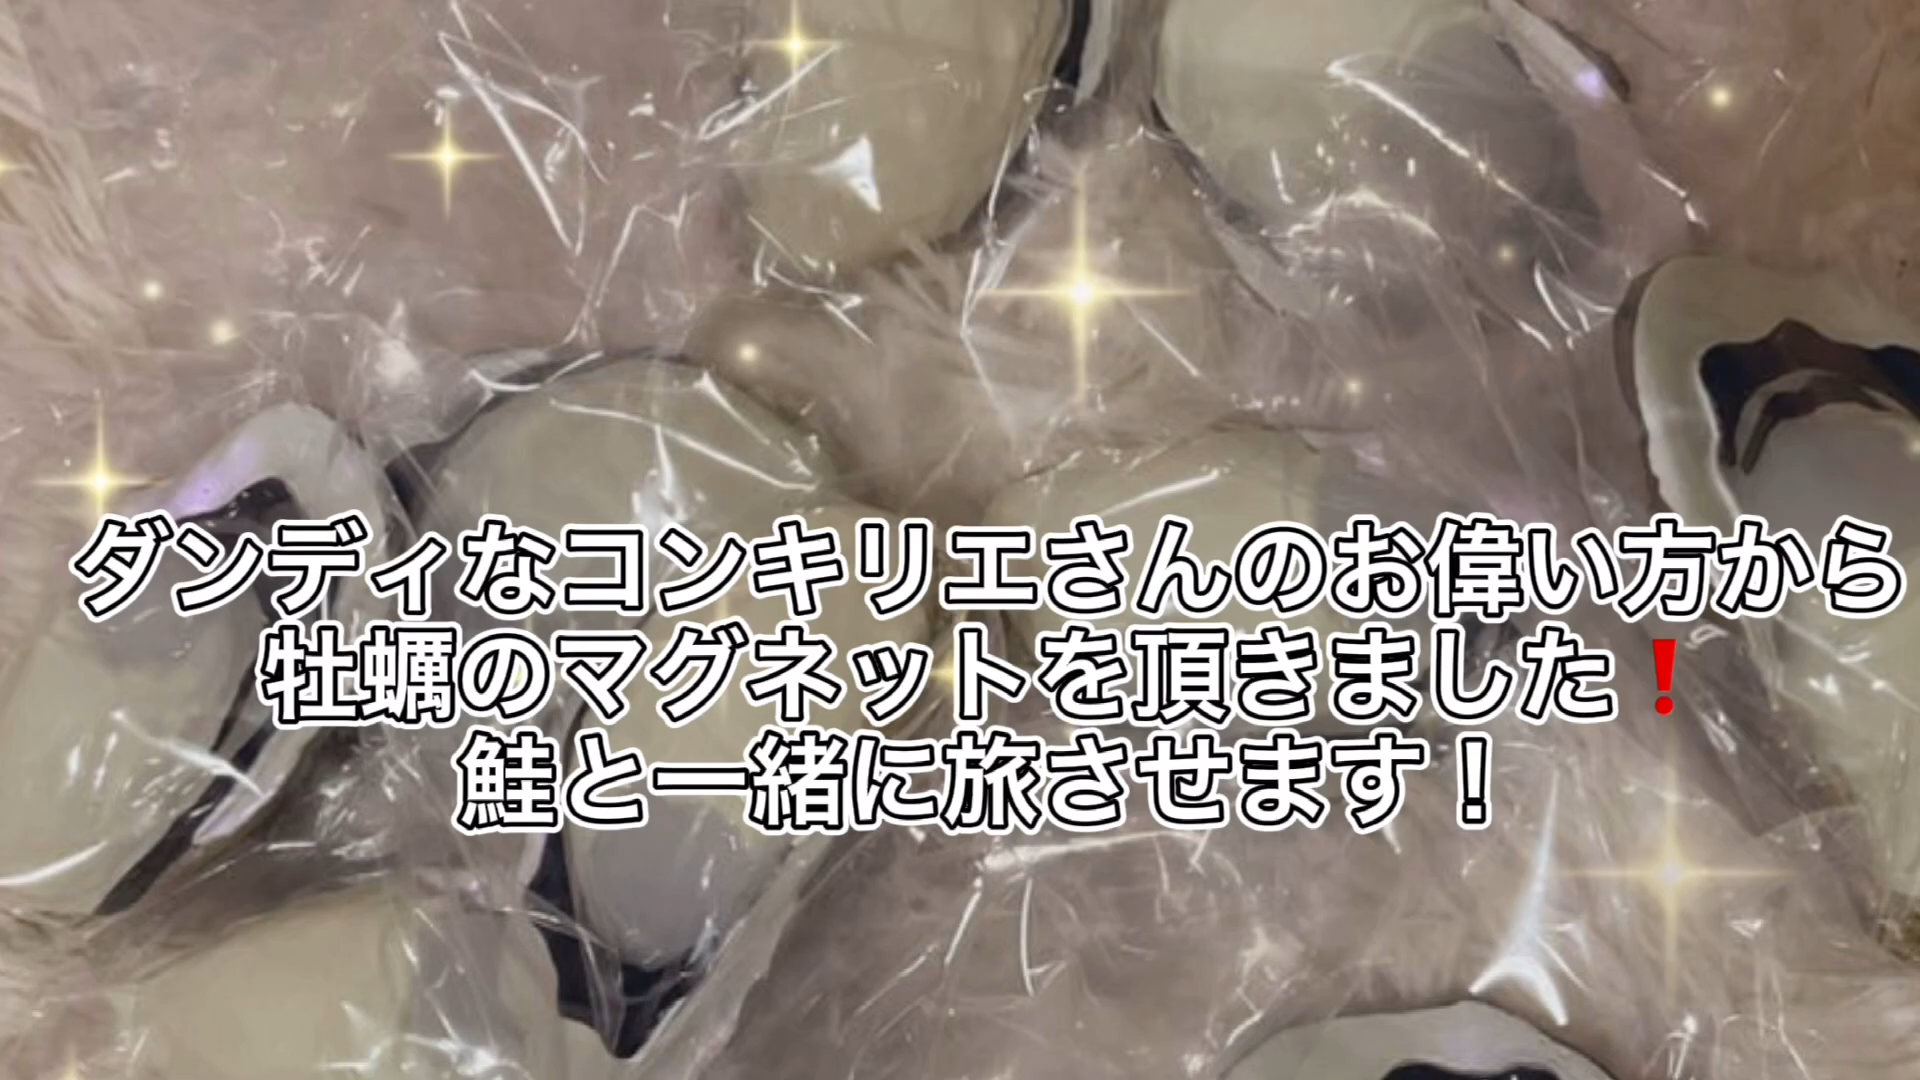 ダンディなコンキリエさんのお偉い方から
牡蠣のマグネットを頂きました❗
鮭と一緒に旅させます！